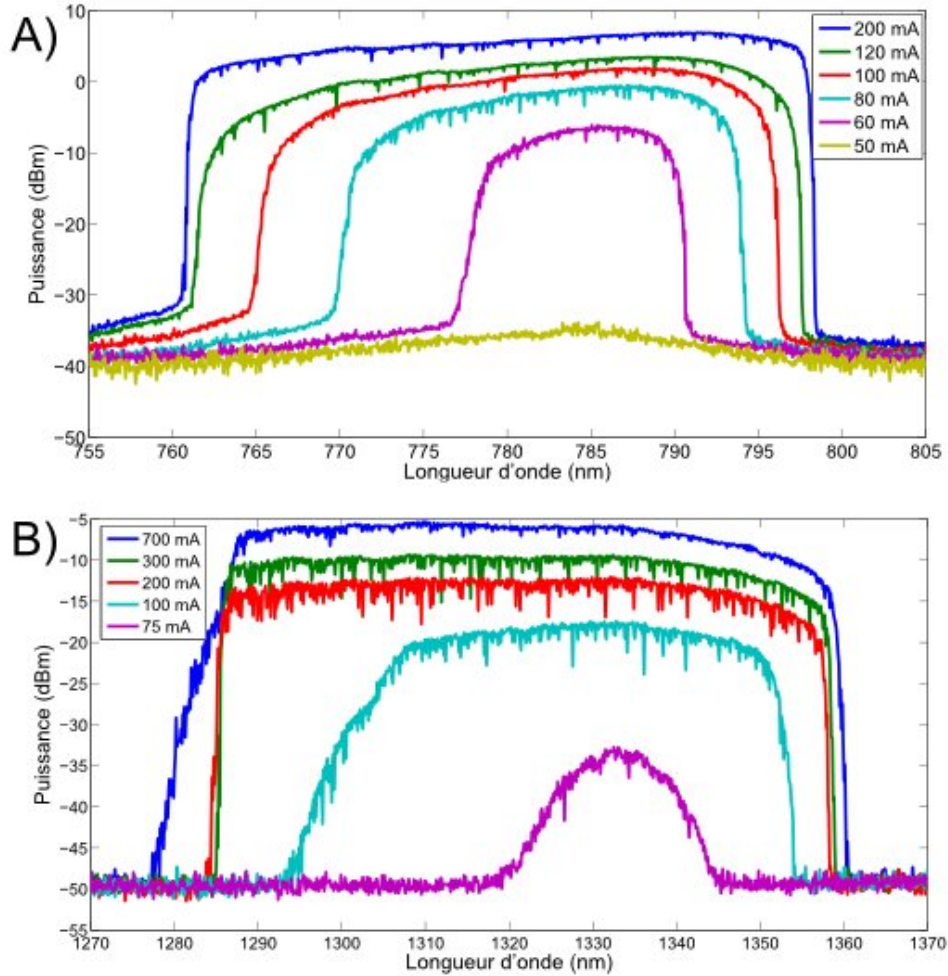 A)
10
0
−10
−20
−30
−40
−50
Puissance (dBm)
200 mA
120 mA
100 mA
80 mA
60 mA
50 mA
755 760 765 770 775 780 785 790 795 800 805
Longueur d'onde (nm)
B)
−5
−10
−15
−20
−25
−30
−35
−40
−45
−50
−55
Puissance (dBm)
700 mA
300 mA
200 mA
100 mA
75 mA
1270 1280 1290 1300 1310 1320 1330 1340 1350 1360 1370
Longueur d'onde (nm)